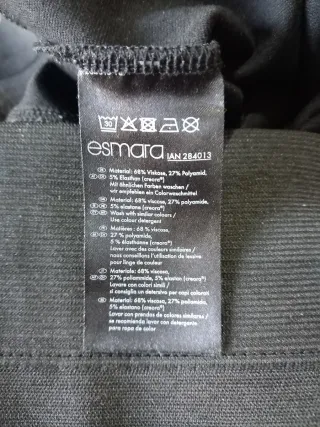 30
esmara IAN 284013
Material: 68% Viskose, 27% Polyamid,
5% Elasthan (creora®)
Mit ähnlichen Farben waschen /
wir empfehlen ein Colorwaschmittel
Material: 68% viscose, 27% polyamide,
5% elastane (creora®)
Wash with similar colours /
Use colour detergent
Matière: 68 % viscose,
27 % polyamide,
5 % élasthanne (creora®)
Laver avec des couleurs similaires /
nous conseillons l'utilisation de lessive
pour linge de couleur
Materiale: 68% viscosa,
27% poliammide, 5% elastan (creora®)
Lavare con colori simili /
si consiglia un detersivo per capi colorati
Material: 68% viscosa, 27% poliamida,
5% elastano (creora®)
Lavar con prendas de colores similares /
se recomienda lavar con detergente
para ropa de color